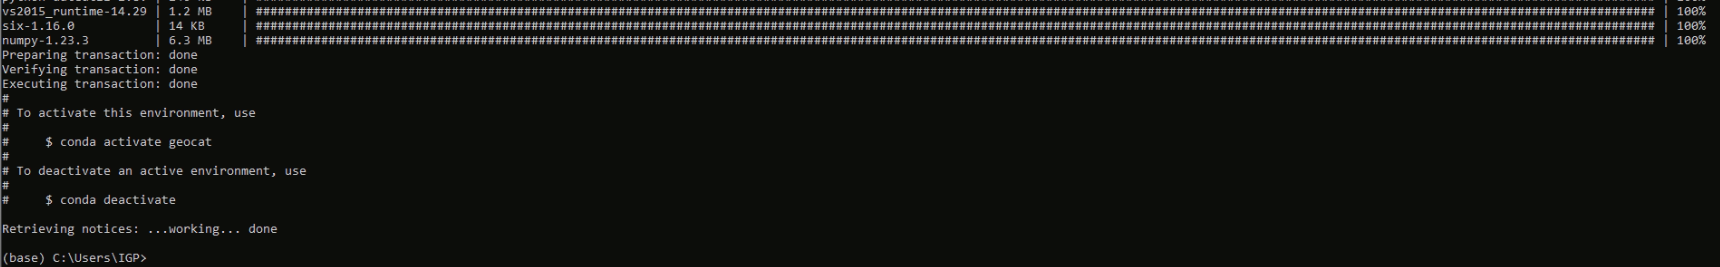 vs2015_runtime-14.29 | 1.2 MB | ############################################################################ | 100%
six-1.16.0 | 14 KB | ############################################################################ | 100%
numpy-1.23.3 | 6.3 MB | ############################################################################ | 100%
Preparing transaction: done
Verifying transaction: done
Executing transaction: done
#
# To activate this environment, use
#
# $ conda activate geocat
#
# To deactivate an active environment, use
#
# $ conda deactivate
Retrieving notices: ...working... done
(base) C:\Users\IGP>